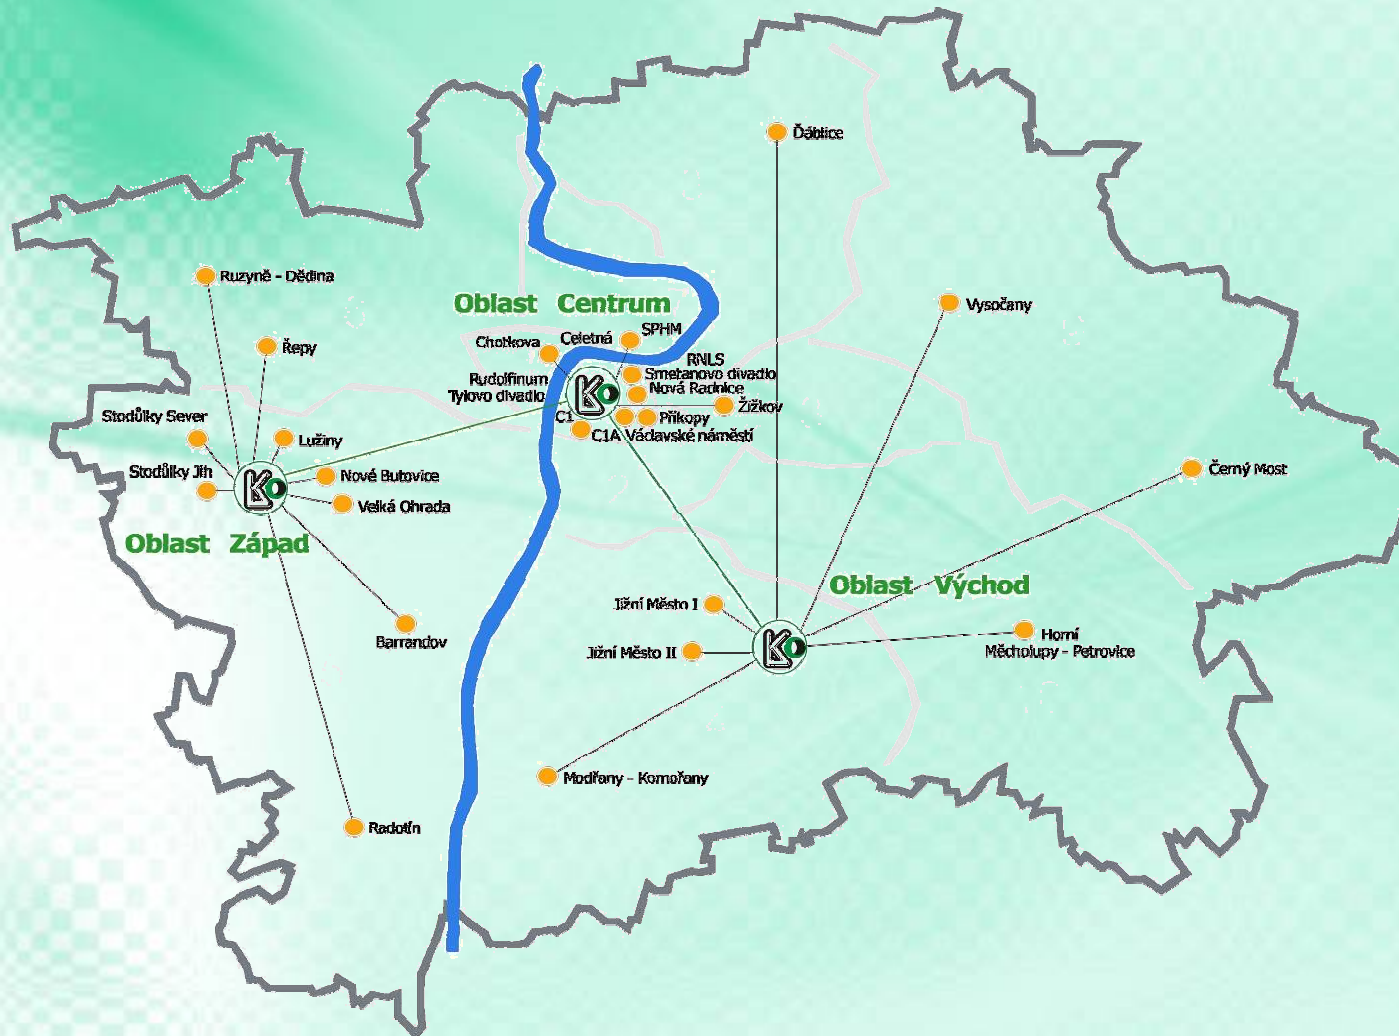 Ďáblice
Ruzyně - Dědina
Oblast Centrum
Vysočany
SPHM
Celetná
Chotkova
Řepy
RNLS
Smetanovo divadlo
Rudolfinum
Nová Radnice
Tylovo divadlo
Žižkov
Stodůlky Sever
C1
Příkopy
C1A Václavské náměstí
Lužiny
Černý Most
Stodůlky Jih
Nové Butovice
Velká Ohrada
Oblast Západ
Oblast Východ
Jižní Město I
Barrandov
Horní
Měcholupy - Petrovice
Jižní Město II
Modřany - Komořany
Radotín